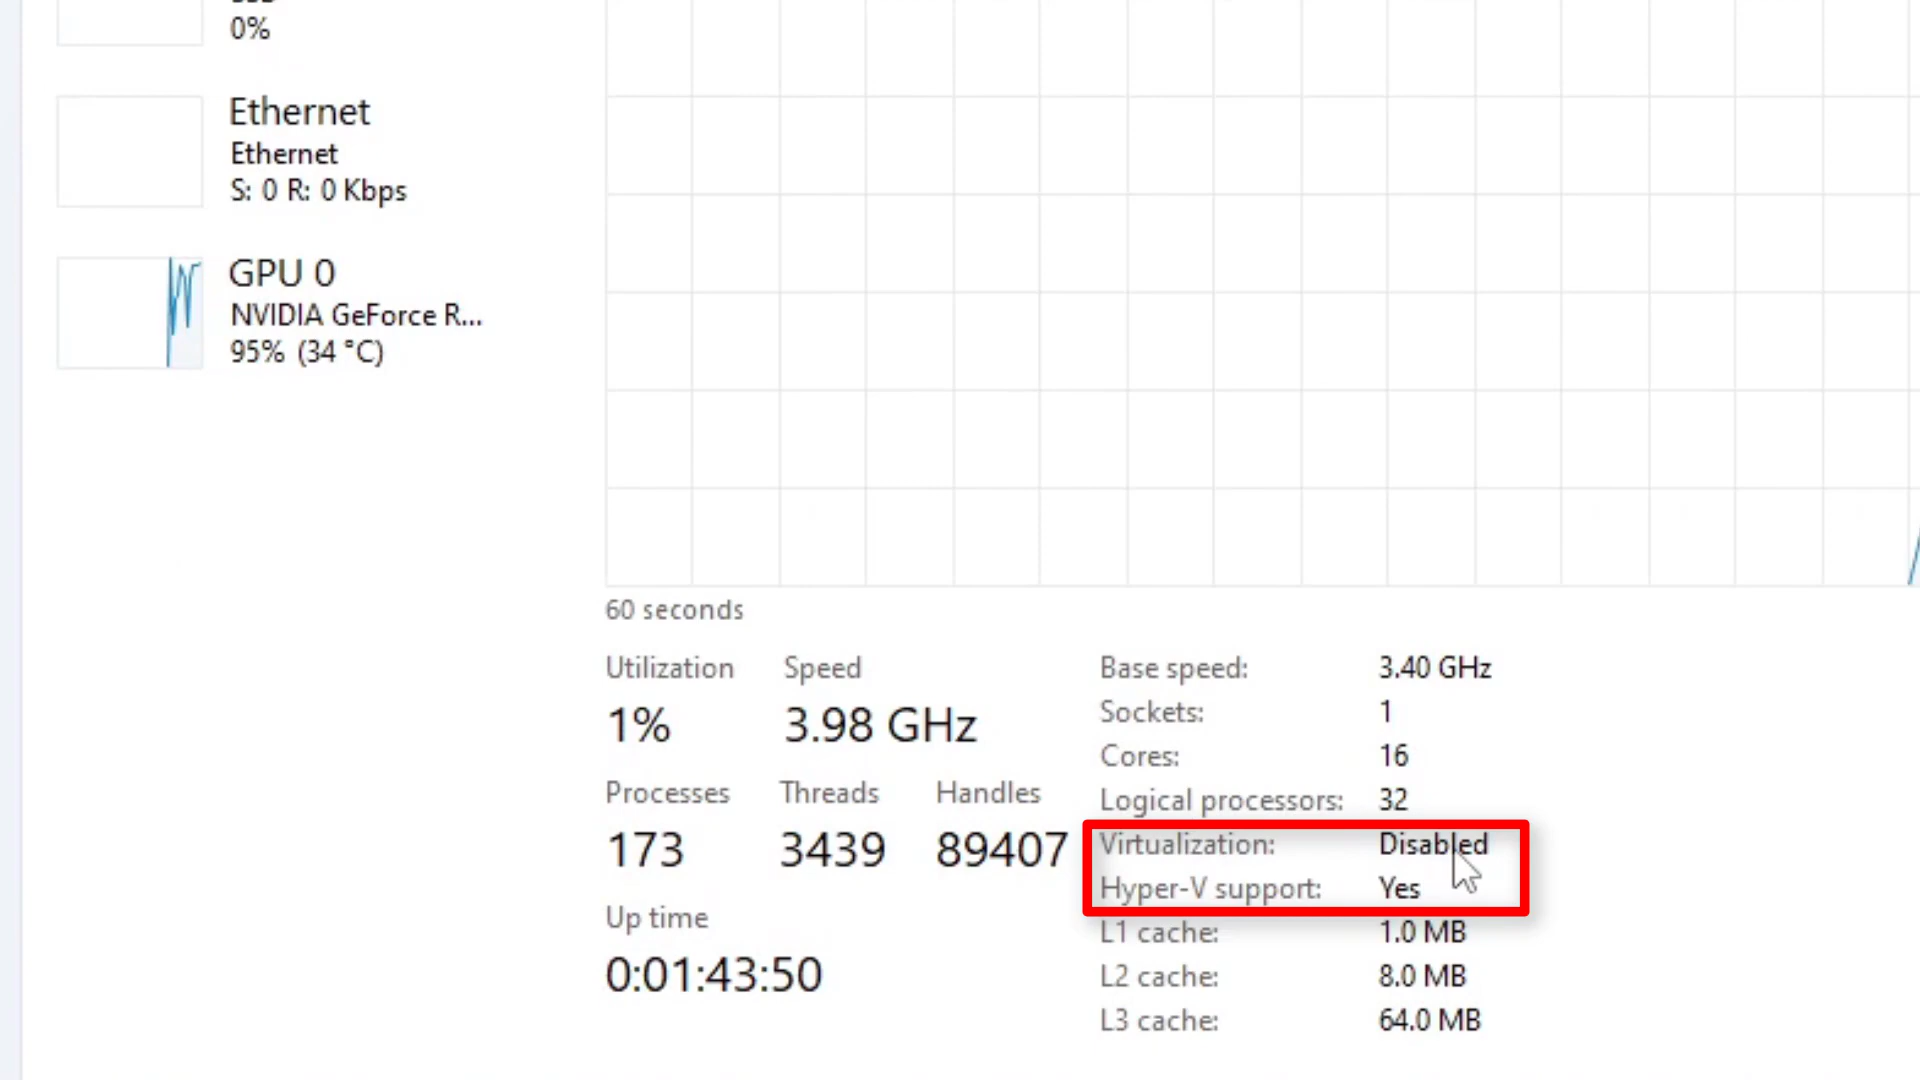 0%
Ethernet
Ethernet
S: 0 R: 0 Kbps
GPU 0
NVIDIA GeForce R...
95% (34 °C)
60 seconds
Utilization Speed
1% 3.98 GHz
Processes Threads Handles
173 3439 89407
Up time
0:01:43:50
Base speed: 3.40 GHz
Sockets: 1
Cores: 16
Logical processors: 32
Virtualization: Disabled
Hyper-V support: Yes
L1 cache: 1.0 MB
L2 cache: 8.0 MB
L3 cache: 64.0 MB